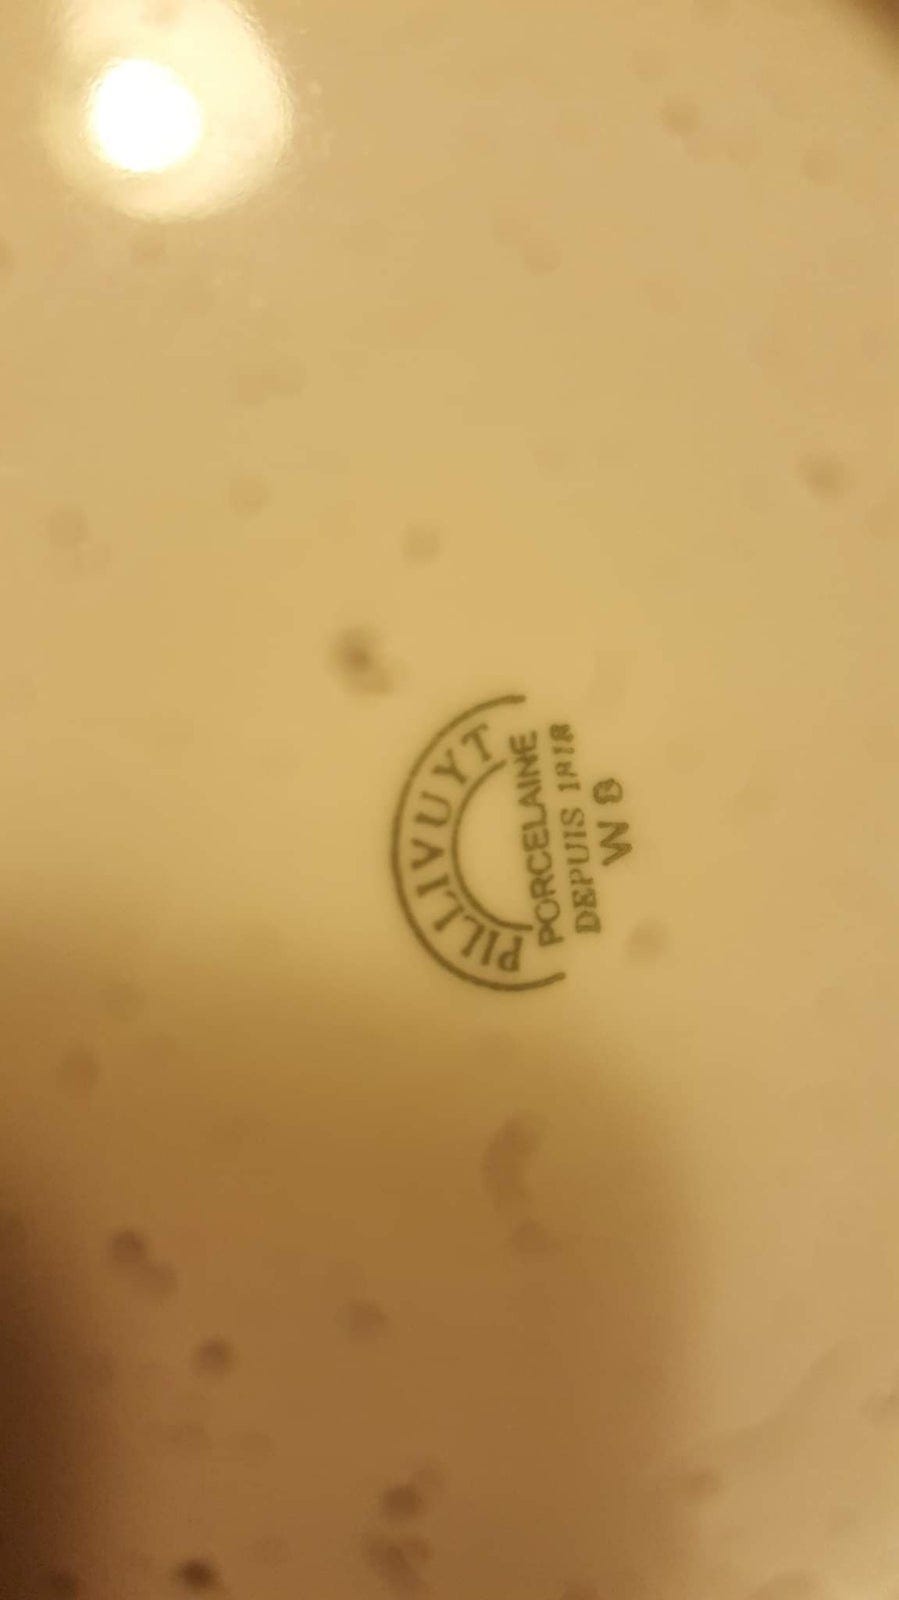 PILLIVUYT
PORCELAINE
DEPUIS 1818
W 8